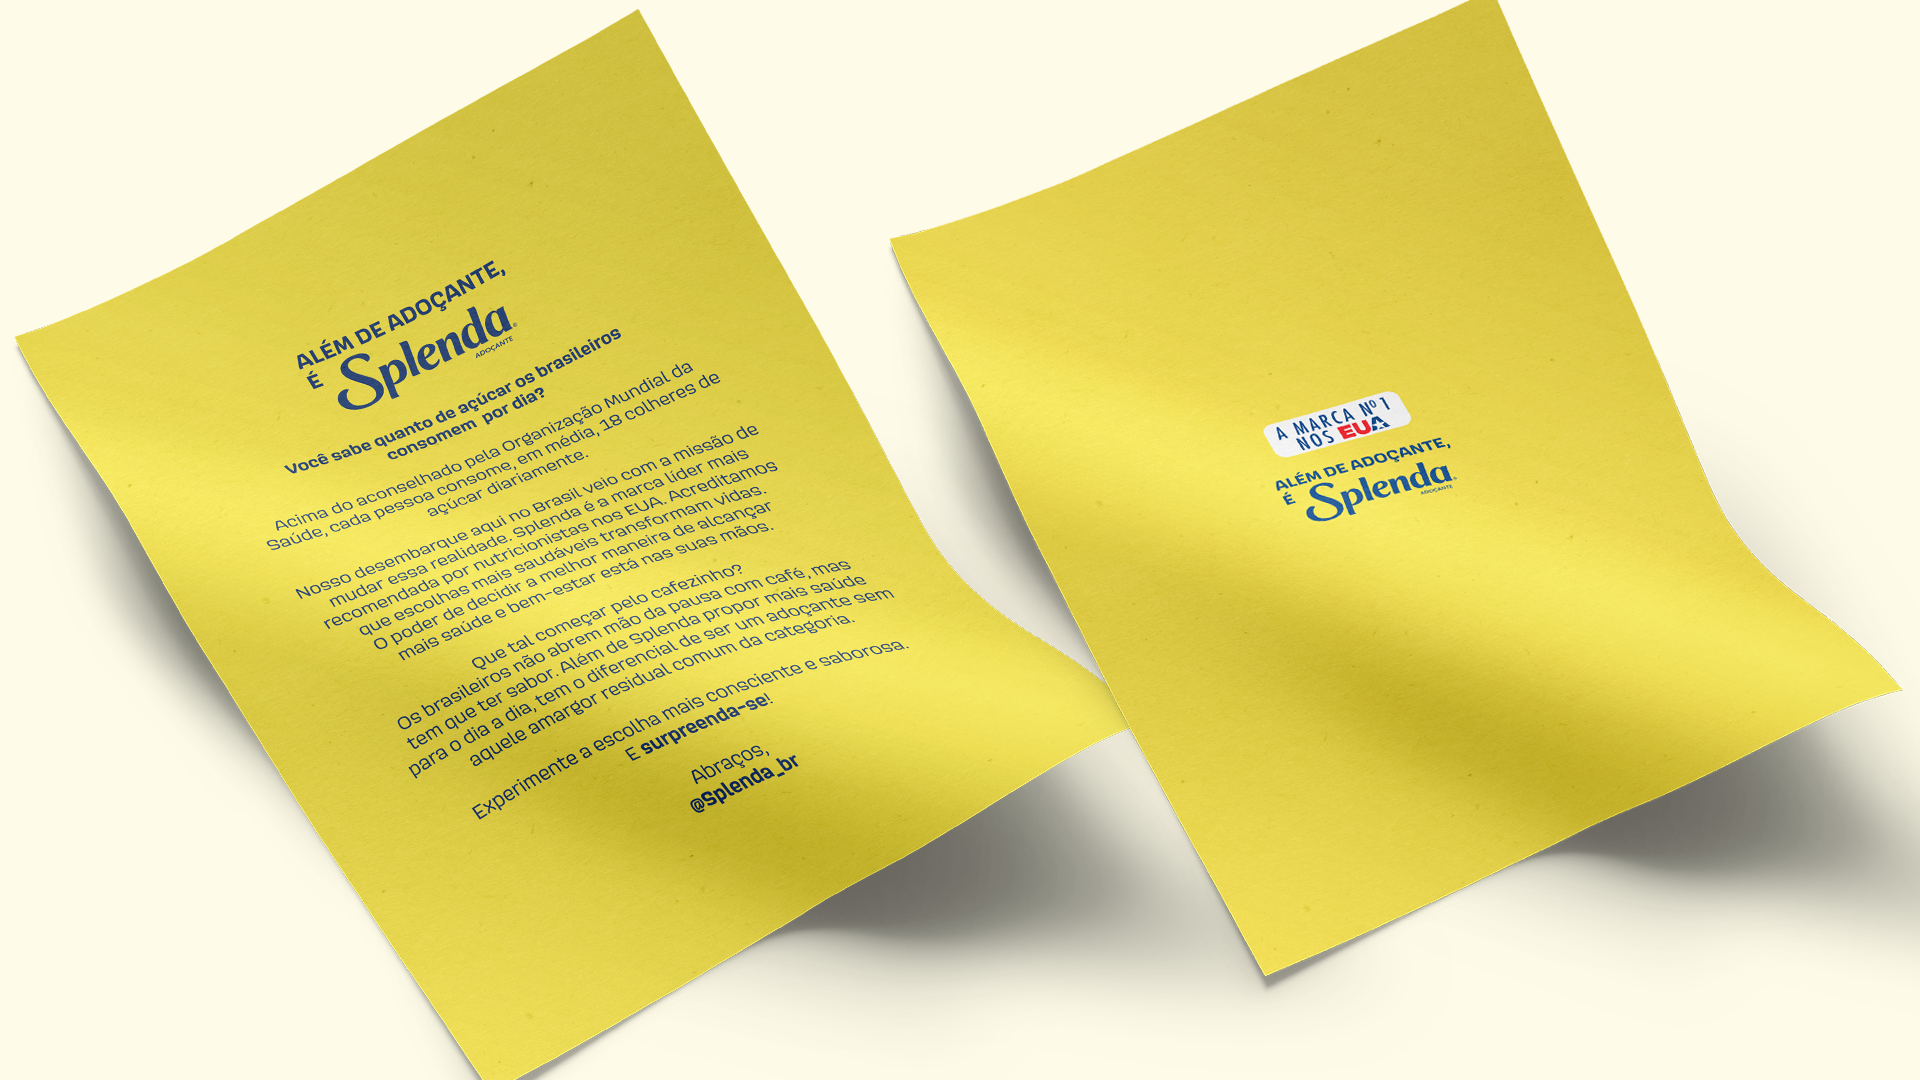 ALÉM DE ADOÇANTE,
É Splenda®
ADOÇANTE
Você sabe quanto de açúcar os brasileiros
consomem por dia?
Acima do aconselhado pela Organização Mundial da
Saúde, cada pessoa consome, em média, 18 colheres de
açúcar diariamente.
Nosso desembarque aqui no Brasil veio com a missão de
mudar essa realidade. Splenda é a marca líder mais
recomendada por nutricionistas nos EUA. Acreditamos
que escolhas mais saudáveis transformam vidas.
O poder de decidir a melhor maneira de alcançar
mais saúde e bem-estar está nas suas mãos.
Que tal começar pelo cafezinho?
Os brasileiros não abrem mão da pausa com café, mas
tem que ter sabor. Além de Splenda propor mais saúde
para o dia a dia, tem o diferencial de ser um adoçante sem
aquele amargor residual comum da categoria.
Experimente a escolha mais consciente e saborosa.
E surpreenda-se!
Abraços,
@Splenda_br
A MARCA Nº 1
NOS EUA
ALÉM DE ADOÇANTE,
É Splenda®
ADOÇANTE